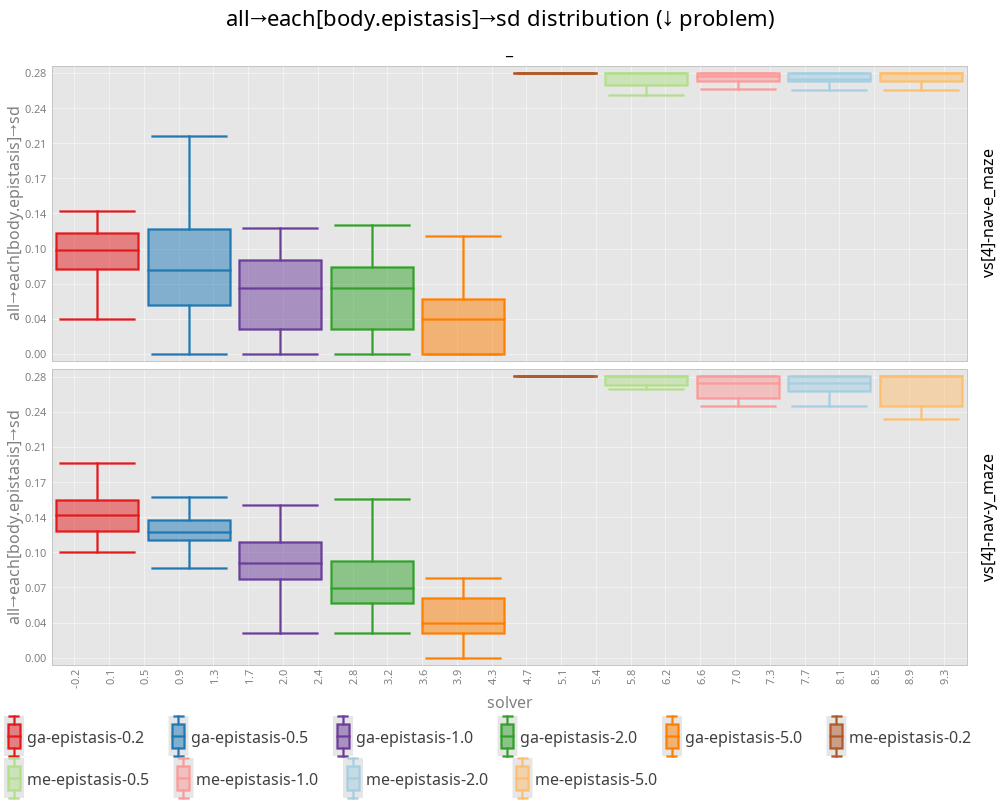 all→each[body.epistasis]→sd distribution (↓ problem)
_
all→each[body.epistasis]→sd
0.28
0.24
0.21
0.17
0.14
0.10
0.07
0.04
0.00
vs[4]-nav-e_maze
all→each[body.epistasis]→sd
0.28
0.24
0.21
0.17
0.14
0.10
0.07
0.04
0.00
vs[4]-nav-y_maze
-0.2 0.1 0.5 0.9 1.3 1.6 2.0 2.4 2.8 3.2 3.6 3.9 4.3 4.7 5.1 5.4 5.8 6.2 6.6 7.0 7.3 7.7 8.1 8.5 8.9 9.3
solver
ga-epistasis-0.2 ga-epistasis-0.5 ga-epistasis-1.0 ga-epistasis-2.0 ga-epistasis-5.0 me-epistasis-0.2
me-epistasis-0.5 me-epistasis-1.0 me-epistasis-2.0 me-epistasis-5.0